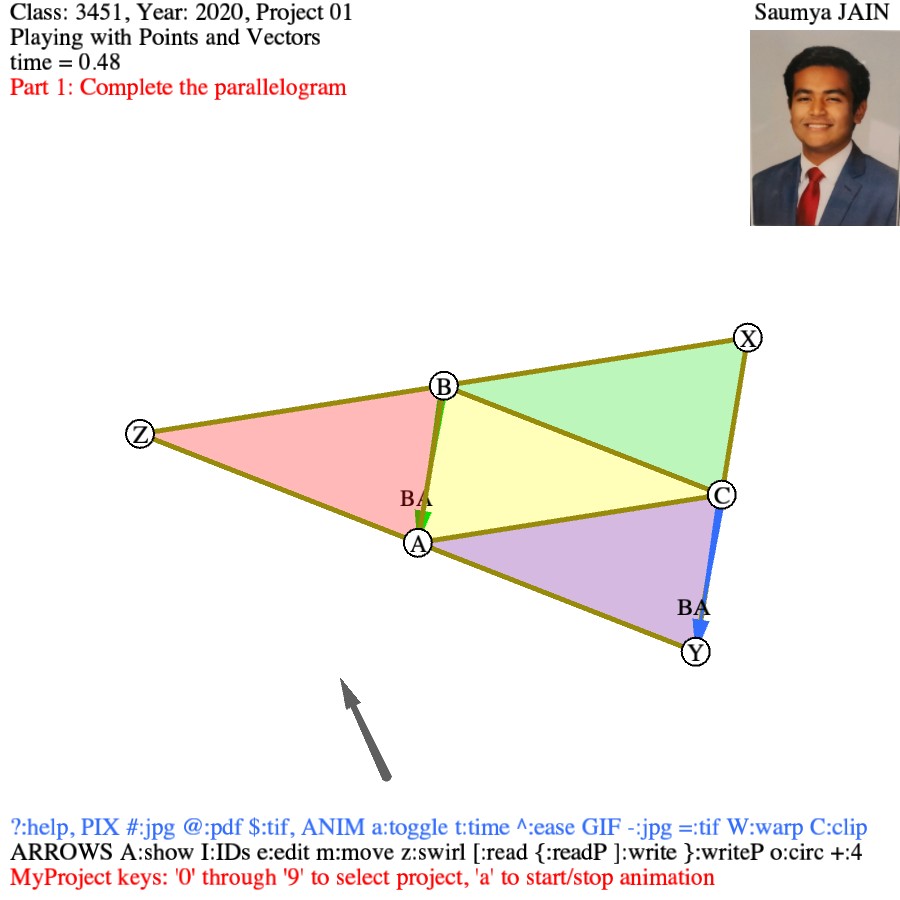 Class: 3451, Year: 2020, Project 01
Saumya JAIN
Playing with Points and Vectors
time = 0.48
Part 1: Complete the parallelogram
X
B
Z
BA
C
A
BA
Y
?:help, PIX #:jpg @:pdf $:tif, ANIM a:toggle t:time ^:ease GIF -:jpg =:tif W:warp C:clip
ARROWS A:show I:IDs e:edit m:move z:swirl [:read {:readP ]:write }:writeP o:circ +:4
MyProject keys: '0' through '9' to select project, 'a' to start/stop animation